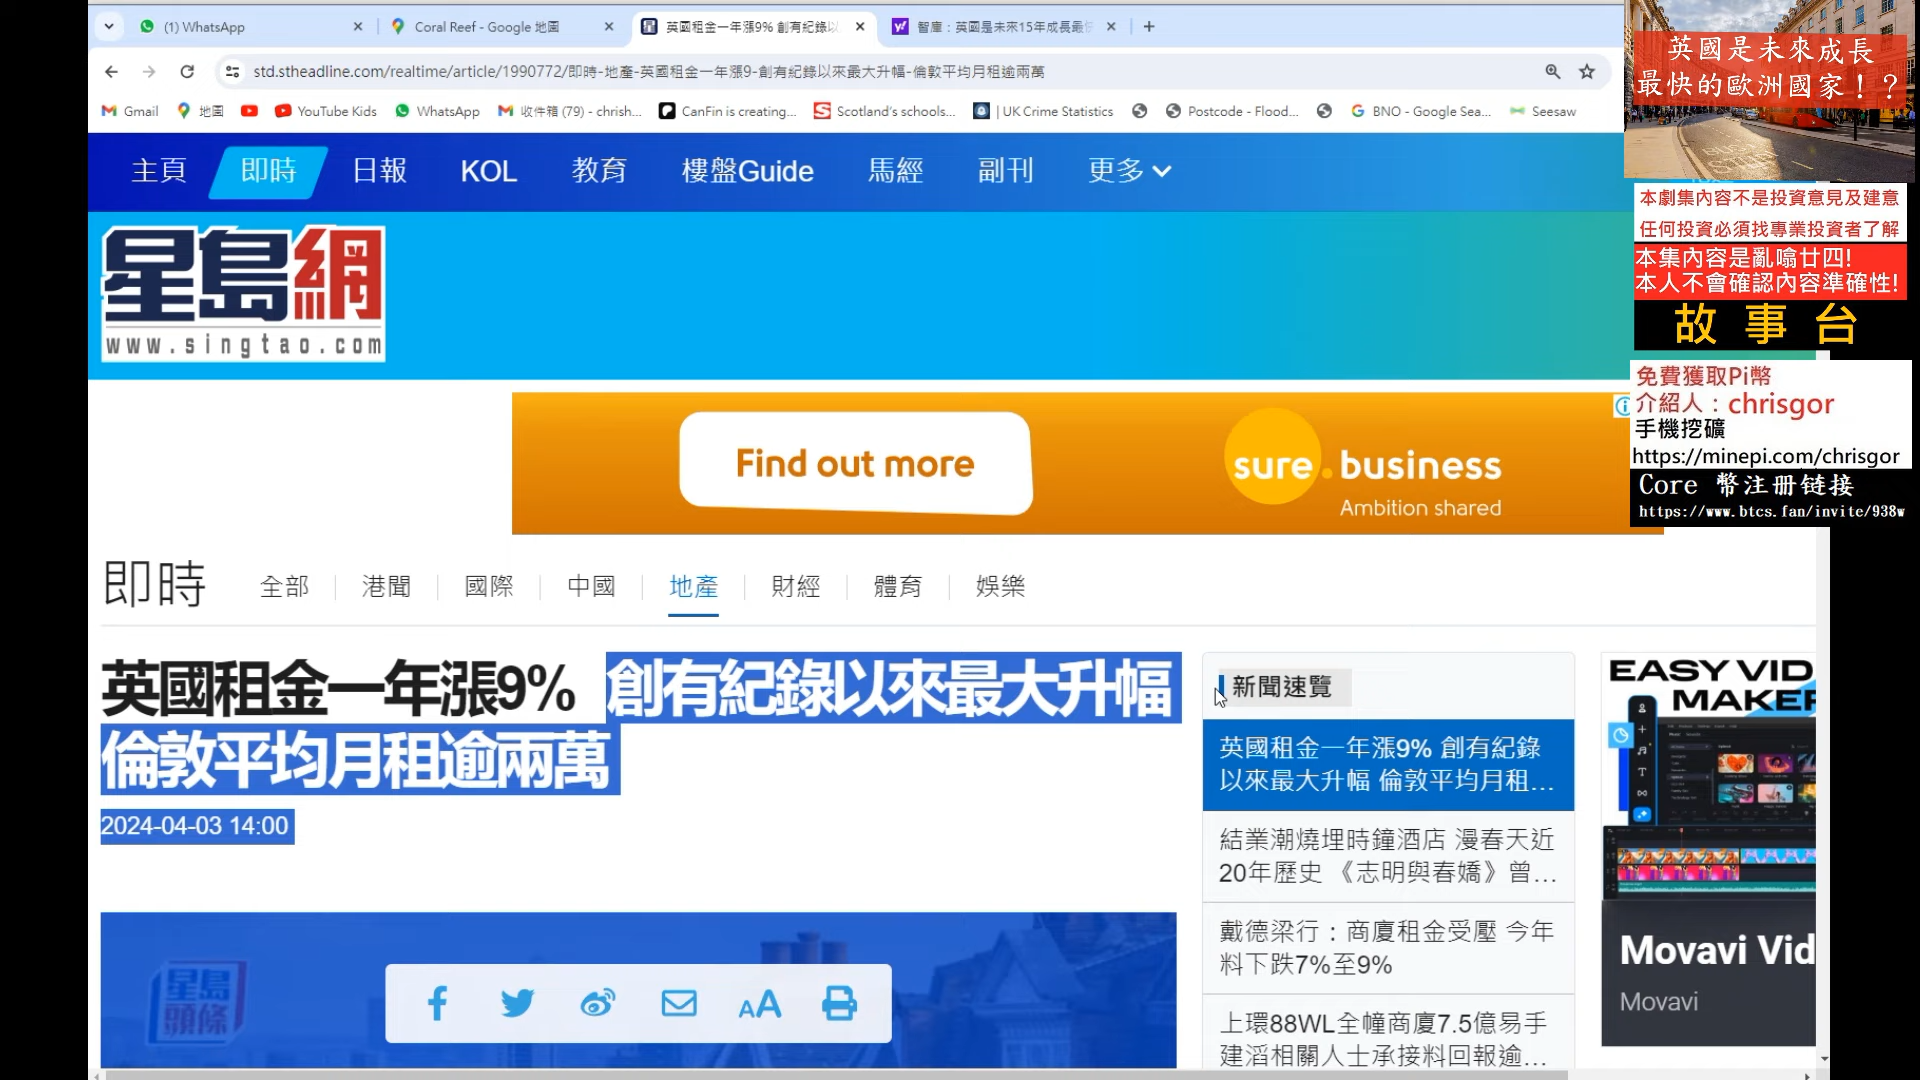 (1) WhatsApp
Coral Reef - Google 地圖
英國租金一年漲9% 創有紀錄以
智庫：英國是未來15年成長最快
std.stheadline.com/realtime/article/1990772/即時-地產-英國租金一年漲9-創有紀錄以來最大升幅-倫敦平均月租逾兩萬
Gmail
地圖
YouTube Kids
WhatsApp
收件箱 (79) - chrish...
CanFin is creating...
Scotland's schools...
| UK Crime Statistics
Postcode - Flood...
BNO - Google Sea...
Seesaw
主頁
即時
日報
KOL
教育
樓盤Guide
馬經
副刊
更多
星島網
www.singtao.com
Find out more
sure.business
Ambition shared
即時
全部
港聞
國際
中國
地產
財經
體育
娛樂
英國租金一年漲9% 創有紀錄以來最大升幅
倫敦平均月租逾兩萬
2024-04-03 14:00
星島
頭條
AA
新聞速覽
英國租金一年漲9% 創有紀錄
以來最大升幅 倫敦平均月租...
結業潮燒埋時鐘酒店 漫春天近
20年歷史 《志明與春嬌》曾...
戴德梁行：商廈租金受壓 今年
料下跌7%至9%
上環88WL全幢商廈7.5億易手
建滔相關人士承接料回報逾...
EASY VID
MAKER
Movavi Vid
Movavi
英國是未來成長
最快的歐洲國家！？
本劇集內容不是投資意見及建意
任何投資必須找專業投資者了解
本集內容是亂噏廿四!
本人不會確認內容準確性!
故事台
免費獲取Pi幣
介紹人：chrisgor
手機挖礦
https://minepi.com/chrisgor
Core 幣注册链接
https://www.btcs.fan/invite/938w